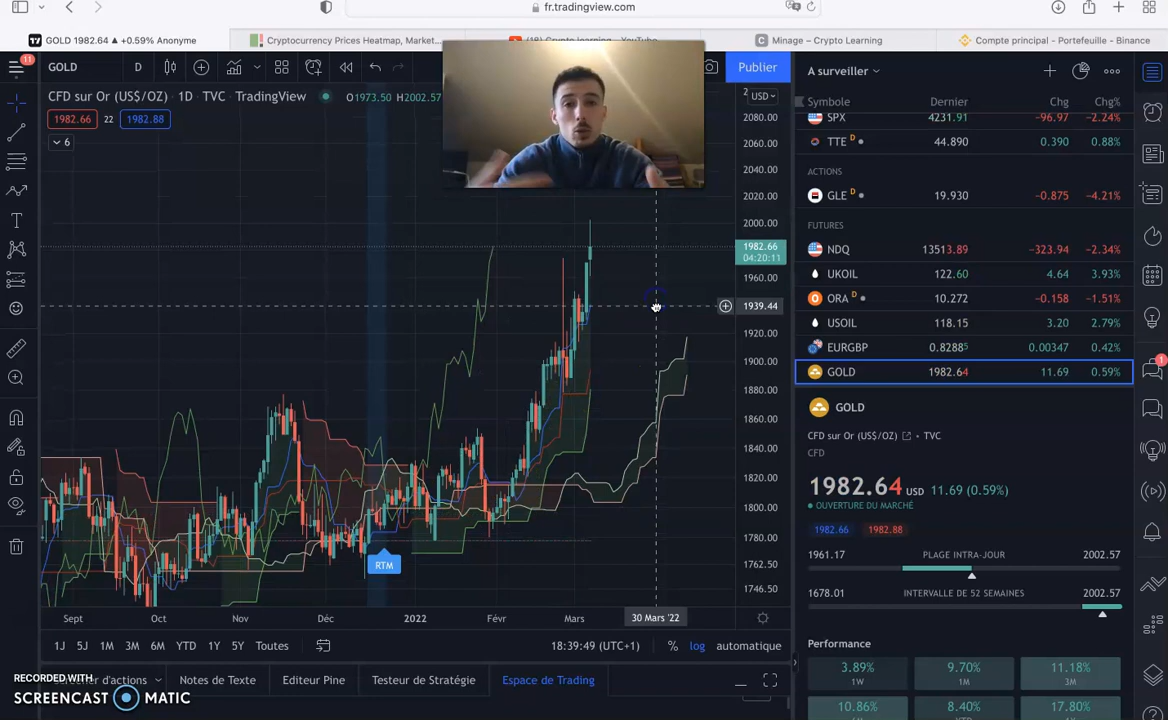 fr.tradingview.com
GOLD 1982.64 ▲ +0.59% Anonyme
Cryptocurrency Prices Heatmap, Market...
(18) Crypto learning - YouTube
Minage – Crypto Learning
Compte principal - Portefeuille - Binance
11
GOLD
D
Publier
A surveiller
CFD sur Or (US$/OZ) · 1D · TVC · TradingView
O1973.50 H2002.57
1982.66
22
1982.88
6
USD
2080.00
2060.00
2040.00
2020.00
2000.00
1982.66
04:20:11
1960.00
1939.44
1920.00
1900.00
1880.00
1860.00
1840.00
1820.00
1800.00
1780.00
1762.50
1746.50
RTM
Sept
Oct
Nov
Déc
2022
Févr
Mars
30 Mars '22
1J
5J
1M
3M
6M
YTD
1Y
5Y
Toutes
18:39:49 (UTC+1)
%
log
automatique
d'actions
Notes de Texte
Editeur Pine
Testeur de Stratégie
Espace de Trading
RECORDED WITH
SCREENCAST MATIC
Symbole Dernier Chg Chg%
SPX 4231.91 -96.97 -2.24%
TTE D 44.890 0.390 0.88%
ACTIONS
GLE D 19.930 -0.875 -4.21%
FUTURES
NDQ 13513.89 -323.94 -2.34%
UKOIL 122.60 4.64 3.93%
ORA D 10.272 -0.158 -1.51%
USOIL 118.15 3.20 2.79%
EURGBP 0.82885 0.00347 0.42%
GOLD 1982.64 11.69 0.59%
GOLD
CFD sur Or (US$/OZ) • TVC
CFD
1982.64 USD 11.69 (0.59%)
OUVERTURE DU MARCHÉ
1982.66
1982.88
1961.17 PLAGE INTRA-JOUR 2002.57
1678.01 INTERVALLE DE 52 SEMAINES 2002.57
Performance
3.89%
1W
9.70%
1M
11.18%
3M
10.86%
8.40%
17.80%
1